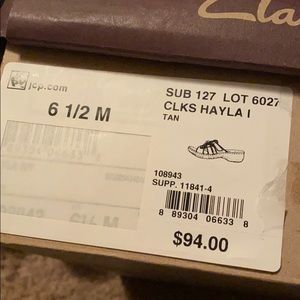 Cla
jcp.com
6 1/2 M
SUB 127 LOT 6027
CLKS HAYLA I
TAN
108943
SUPP. 11841-4
8 89304 06633 8
$94.00